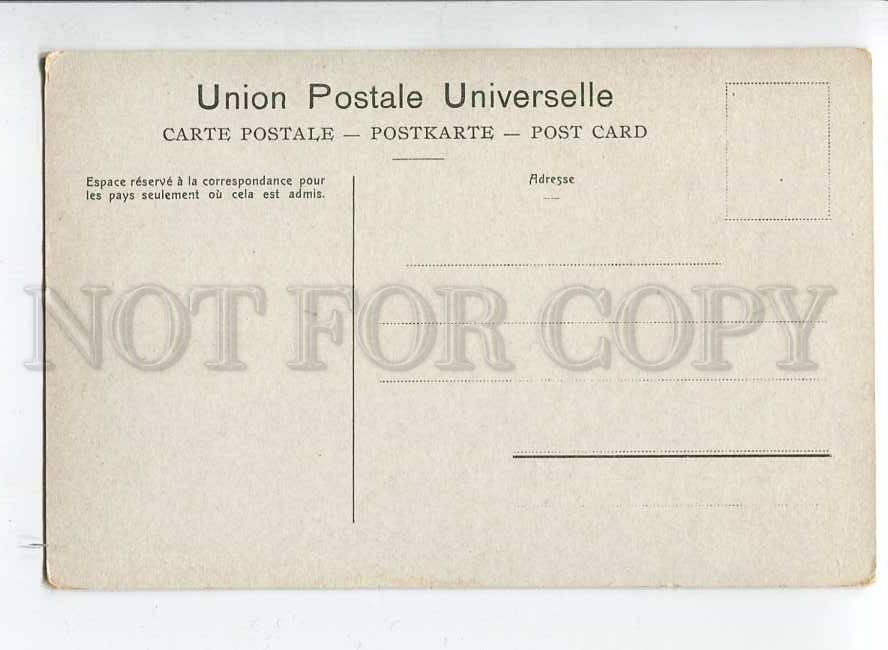 Union Postale Universelle
CARTE POSTALE — POSTKARTE — POST CARD
Espace réservé à la correspondance pour
les pays seulement où cela est admis.
Adresse
NOT FOR COPY